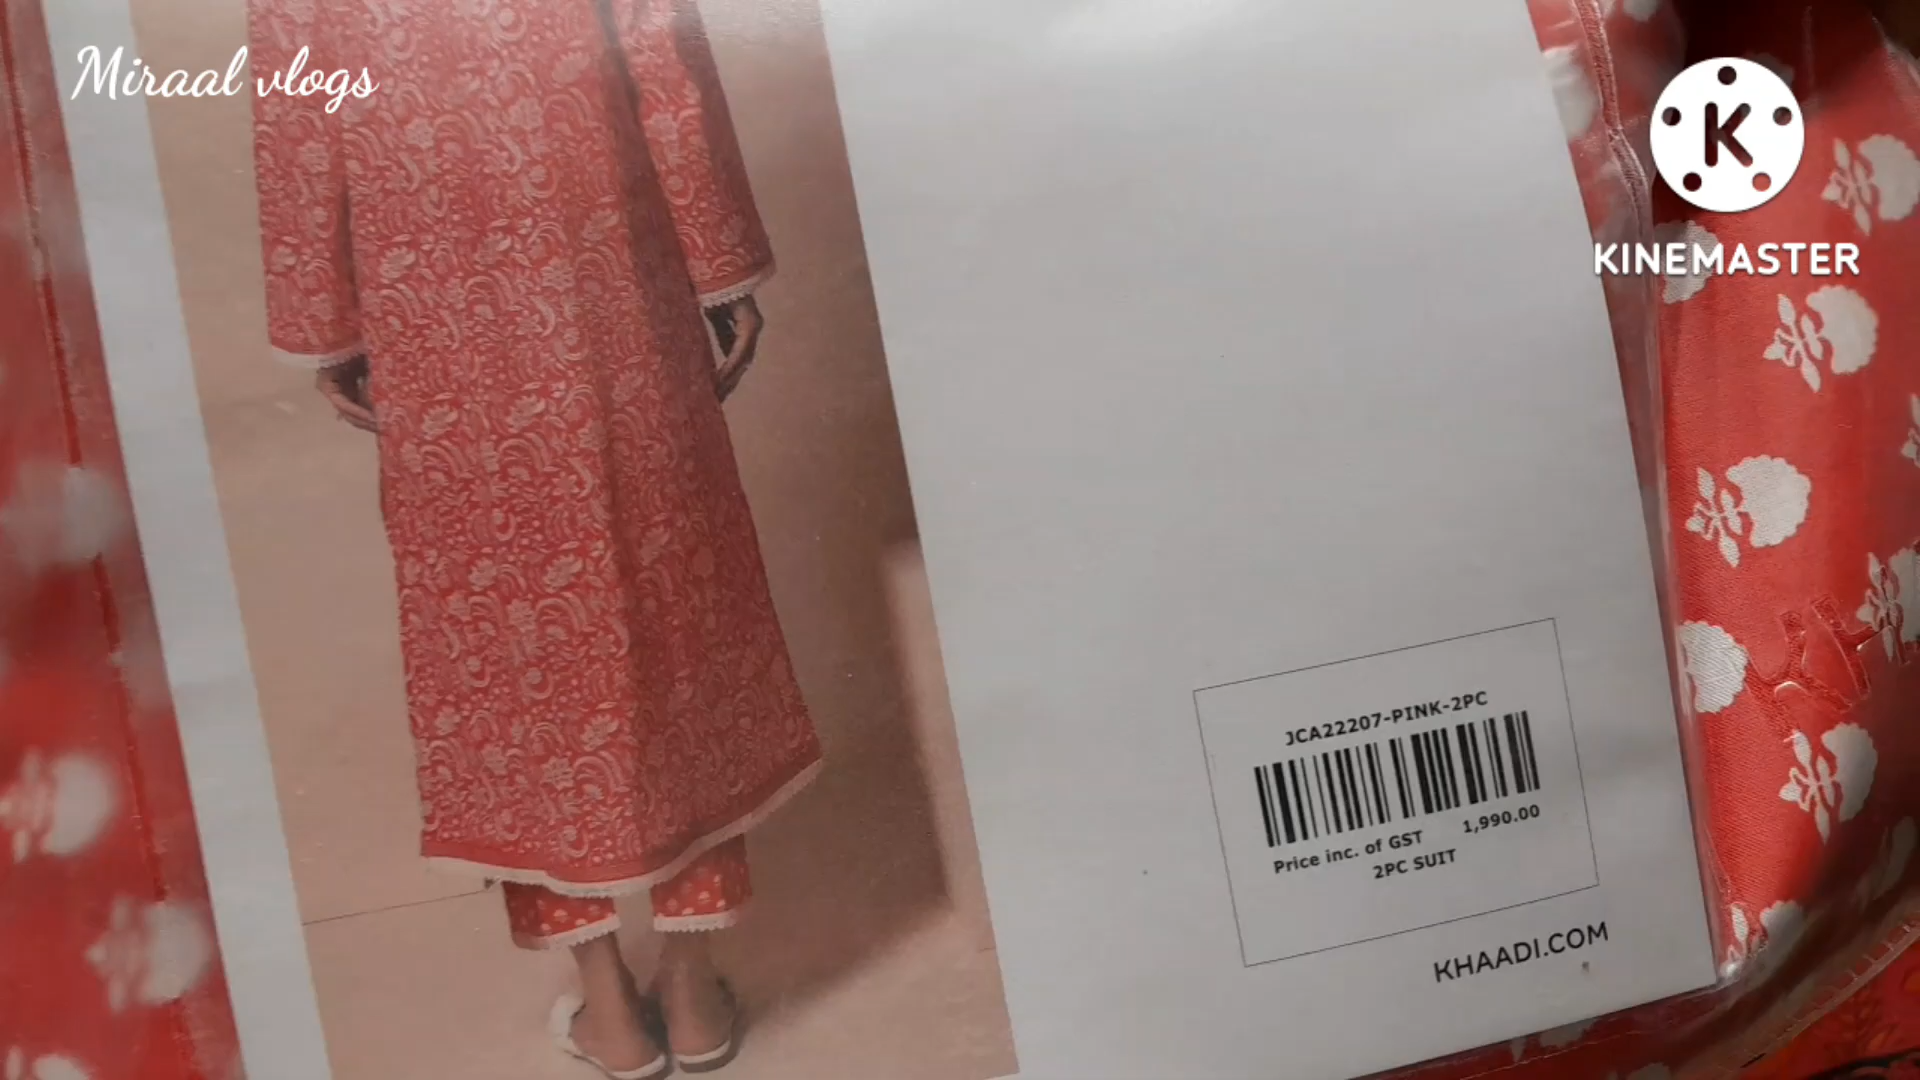 Miraal vlogs
K
KINEMASTER
JCA22207-PINK-2PC
Price inc. of GST 1,990.00
2PC SUIT
KHAADI.COM